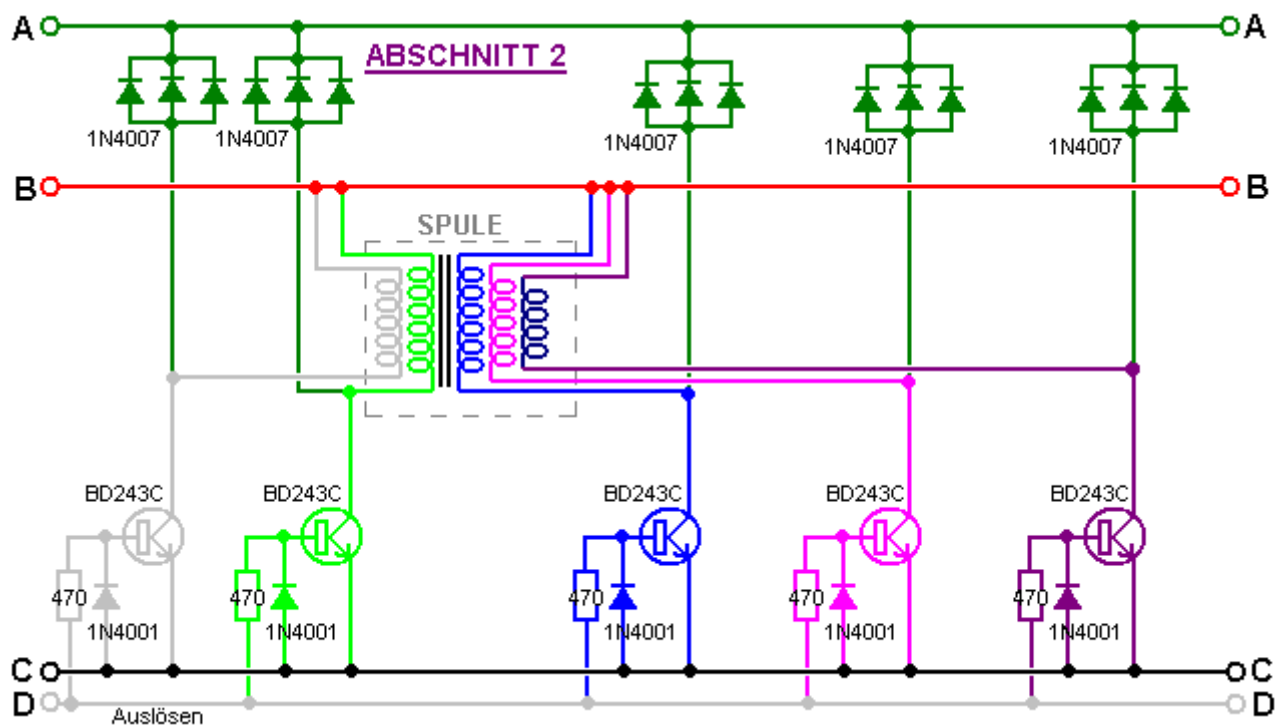 A A
ABSCHNITT 2
1N4007 1N4007 1N4007 1N4007 1N4007
B B
SPULE
BD243C BD243C BD243C BD243C BD243C
470 470 470 470 470
1N4001 1N4001 1N4001 1N4001 1N4001
C C
D D
Auslösen